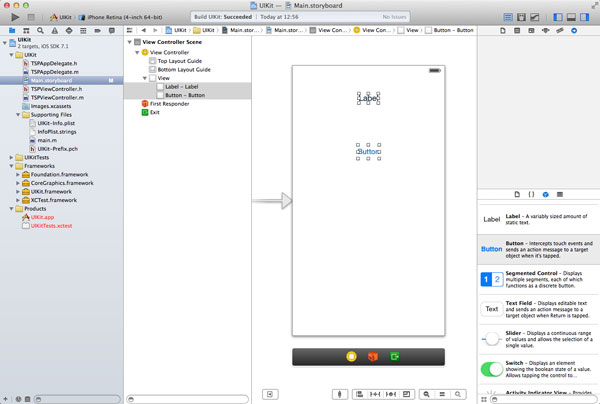 UIKit — Main.storyboard
UIKit iPhone Retina (4-inch 64-bit)
Build UIKit: Succeeded Today at 12:56
No Issues
UIKit UIKit Main.stor... Main.stor... View Con... View Con... View Button – Button
UIKit
2 targets, iOS SDK 7.1
UIKit
TSPAppDelegate.h
TSPAppDelegate.m
Main.storyboard M
TSPViewController.h
TSPViewController.m
Images.xcassets
Supporting Files
UIKit-Info.plist
InfoPlist.strings
main.m
UIKit-Prefix.pch
UIKitTests
Frameworks
Foundation.framework
CoreGraphics.framework
UIKit.framework
XCTest.framework
Products
UIKit.app
UIKitTests.xctest
View Controller Scene
View Controller
Top Layout Guide
Bottom Layout Guide
View
Label – Label
Button – Button
First Responder
Exit
Label
Button
Label Label – A variably sized amount of
static text.
Button Button – Intercepts touch events and
sends an action message to a target
object when it's tapped.
1 2 Segmented Control – Displays
multiple segments, each of which
functions as a discrete button.
Text Text Field – Displays editable text
and sends an action message to a
target object when Return is tapped.
Slider – Displays a continuous range
of values and allows the selection of
a single value.
Switch – Displays an element
showing the boolean state of a value.
Allows tapping the control to...
Activity Indicator View – Provides